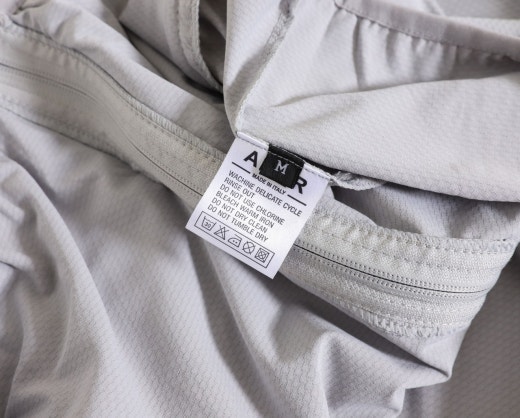 M
MADE IN ITALY
WACHINE DELICATE CYCLE
RINSE OUT
DO NOT USE CHLORINE
BLEACH WARM IRON
DO NOT DRY CLEAN
DO NOT TUMBLE DRY
30